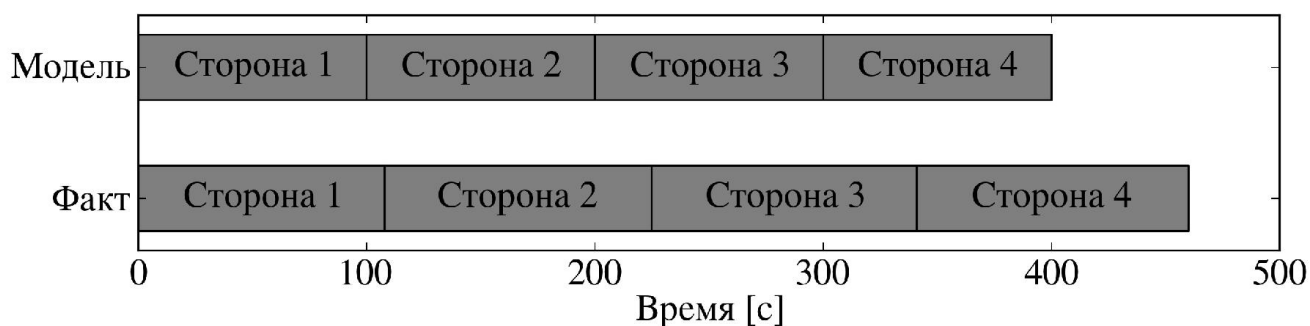 Модель
Сторона 1 Сторона 2 Сторона 3 Сторона 4
Факт
Сторона 1 Сторона 2 Сторона 3 Сторона 4
0 100 200 300 400 500
Время [с]